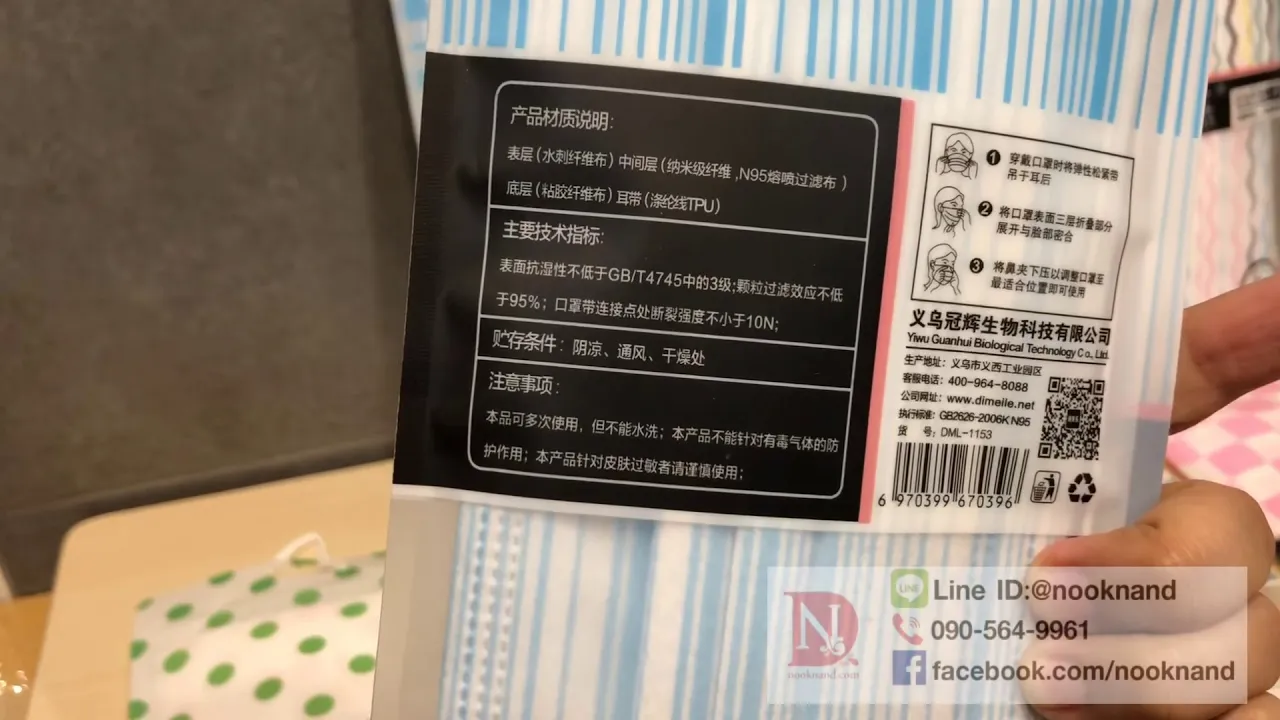 产品材质说明:
表层(水刺纤维布) 中间层(纳米级纤维,N95熔喷过滤布 )
底层(粘胶纤维布) 耳带(涤纶线TPU)
主要技术指标:
表面抗湿性不低于GB/T4745中的3级;颗粒过滤效应不低
于95%; 口罩带连接点处断裂强度不小于10N;
贮存条件: 阴凉、通风、干燥处
注意事项:
本品可多次使用, 但不能水洗; 本产品不能针对有毒气体的防
护作用; 本产品针对皮肤过敏者请谨慎使用;
1 穿戴口罩时将弹性松紧带
吊于耳后
2 将口罩表面三层折叠部分
展开与脸部密合
3 将鼻夹下压以调整口罩至
最适合位置即可使用
义乌冠辉生物科技有限公司
Yiwu Guanhui Biological Technology Co., Ltd.
生产地址: 义乌市义西工业园区
客服电话: 400-964-8088
公司网址: www.dimeile.net
执行标准: GB2626-2006K N95
货 号: DML-1153
6 970399 670396
LINE Line ID:@nooknand
090-564-9961
facebook.com/nooknand
ND
nooknand.com